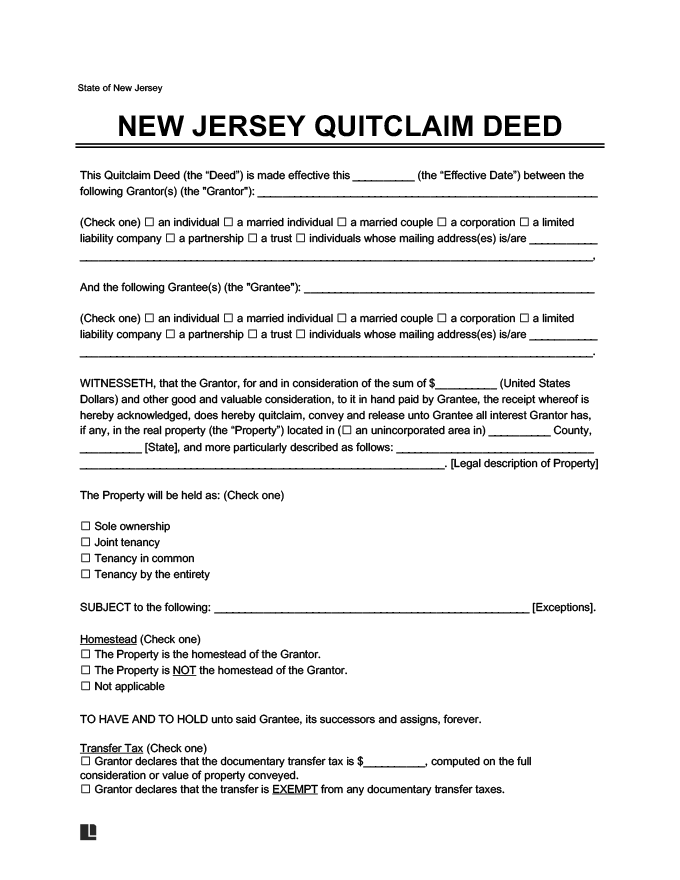 State of New Jersey
NEW JERSEY QUITCLAIM DEED
This Quitclaim Deed (the “Deed”) is made effective this __________ (the “Effective Date”) between the
following Grantor(s) (the "Grantor"): _______________________________________________________
(Check one) ☐ an individual ☐ a married individual ☐ a married couple ☐ a corporation ☐ a limited
liability company ☐ a partnership ☐ a trust ☐ individuals whose mailing address(es) is/are ___________
____________________________________________________________________________________,
And the following Grantee(s) (the "Grantee"): _______________________________________________
(Check one) ☐ an individual ☐ a married individual ☐ a married couple ☐ a corporation ☐ a limited
liability company ☐ a partnership ☐ a trust ☐ individuals whose mailing address(es) is/are ___________
____________________________________________________________________________________.
WITNESSETH, that the Grantor, for and in consideration of the sum of $__________ (United States
Dollars) and other good and valuable consideration, to it in hand paid by Grantee, the receipt whereof is
hereby acknowledged, does hereby quitclaim, convey and release unto Grantee all interest Grantor has,
if any, in the real property (the “Property”) located in (☐ an unincorporated area in) __________ County,
__________ [State], and more particularly described as follows: ________________________________
___________________________________________________________. [Legal description of Property]
The Property will be held as: (Check one)
☐ Sole ownership
☐ Joint tenancy
☐ Tenancy in common
☐ Tenancy by the entirety
SUBJECT to the following: ___________________________________________________ [Exceptions].
Homestead (Check one)
☐ The Property is the homestead of the Grantor.
☐ The Property is NOT the homestead of the Grantor.
☐ Not applicable
TO HAVE AND TO HOLD unto said Grantee, its successors and assigns, forever.
Transfer Tax (Check one)
☐ Grantor declares that the documentary transfer tax is $__________, computed on the full
consideration or value of property conveyed.
☐ Grantor declares that the transfer is EXEMPT from any documentary transfer taxes.